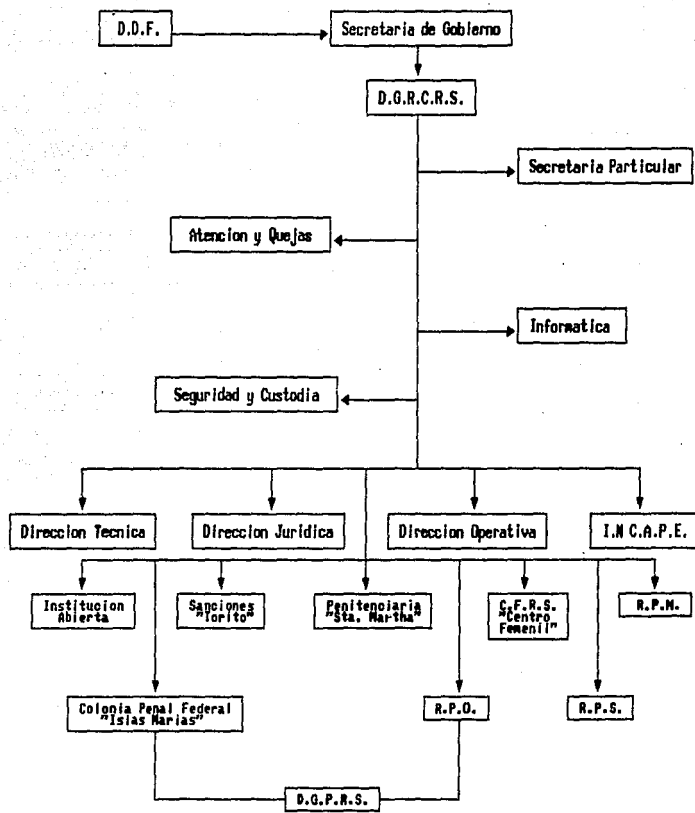 D.D.F.
Secretaria de Gobierno
D.G.R.C.R.S.
Secretaria Particular
Atencion y Quejas
Informatica
Seguridad y Custodia
Direccion Tecnica
Direccion Juridica
Direccion Operativa
I.N C.A.P.E.
Institucion
Abierta
Sanciones
"Torito"
Penitenciaria
"Sta. Martha"
C.F.R.S.
"Centro
Femenil"
R.P.N.
Colonia Penal Federal
"Islas Marias"
R.P.O.
R.P.S.
D.G.P.R.S.